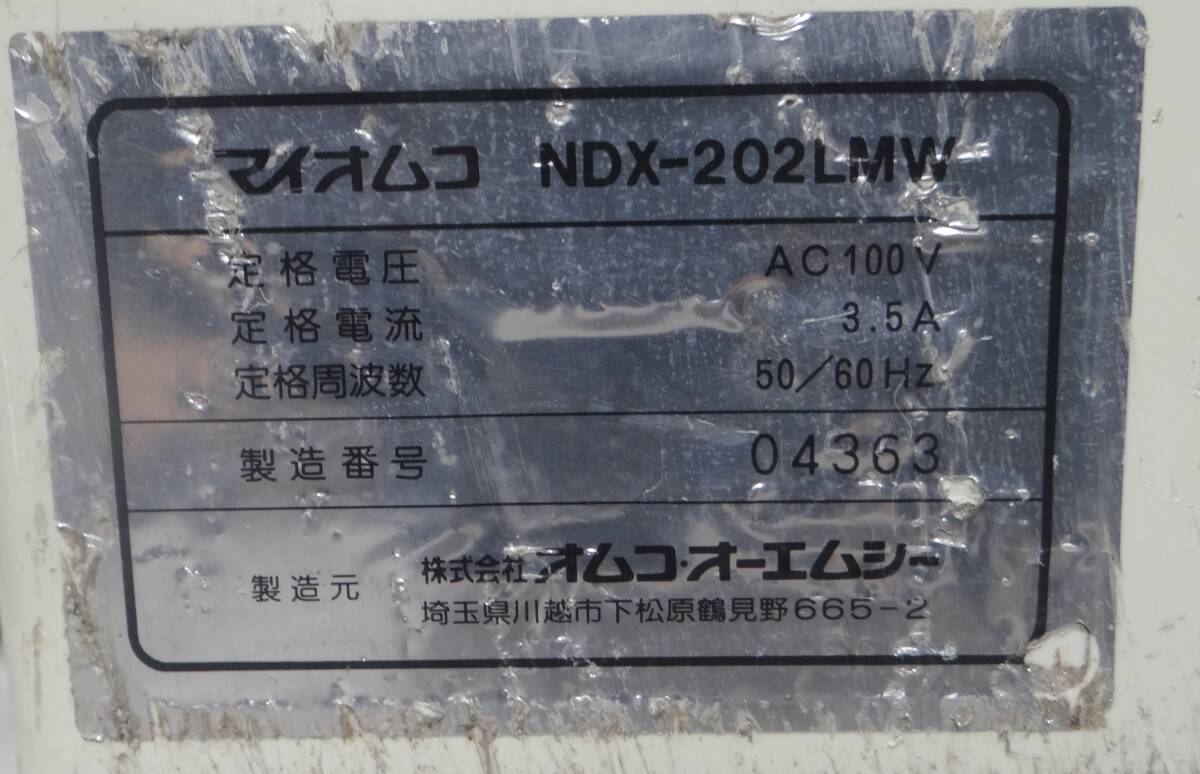 マイオムコ NDX-202LMW
定格電圧 AC100V
定格電流 3.5A
定格周波数 50/60Hz
製造番号 04363
製造元 株式会社オムコ・オーエムシー
埼玉県川越市下松原鶴見野665-2